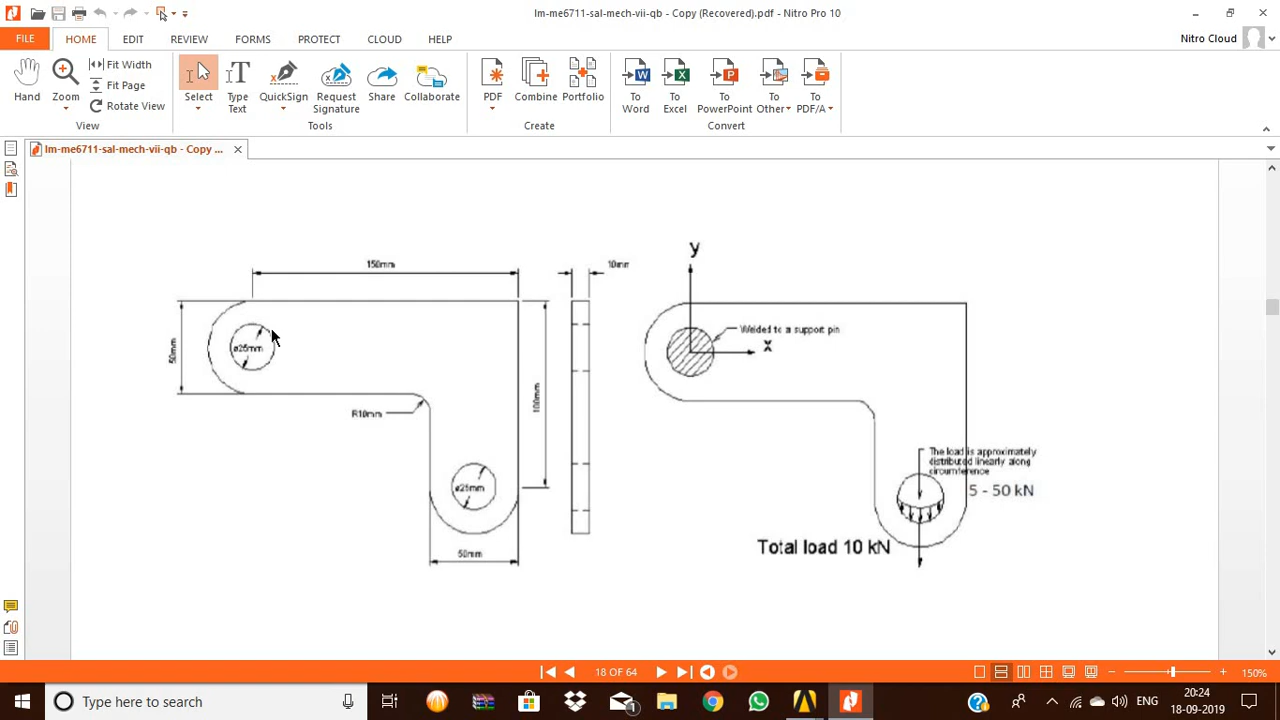 lm-me6711-sal-mech-vii-qb - Copy (Recovered).pdf - Nitro Pro 10
FILE HOME EDIT REVIEW FORMS PROTECT CLOUD HELP Nitro Cloud
Hand
Zoom
Fit Width
Fit Page
Rotate View
Select
Type Text
QuickSign
Request Signature
Share
Collaborate
PDF
Combine
Portfolio
To Word
To Excel
To PowerPoint
To Other
To PDF/A
View Tools Create Convert
lm-me6711-sal-mech-vii-qb - Copy ...
150mm
10mm
50mm
ø25mm
R10mm
100mm
ø25mm
50mm
y
Welded to a support pin
x
The load is approximately
distributed linearly along
circumference
5 - 50 kN
Total load 10 kN
18 OF 64
150%
Type here to search
1
ENG
20:24
18-09-2019